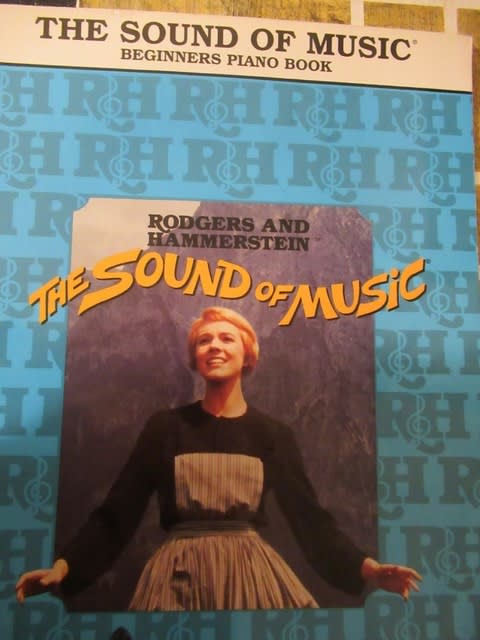 THE SOUND OF MUSIC®
BEGINNERS PIANO BOOK
RODGERS AND
HAMMERSTEIN™
THE SOUND OF MUSIC
R&H R&H R&H R&H
R&H R&H R&H R&H